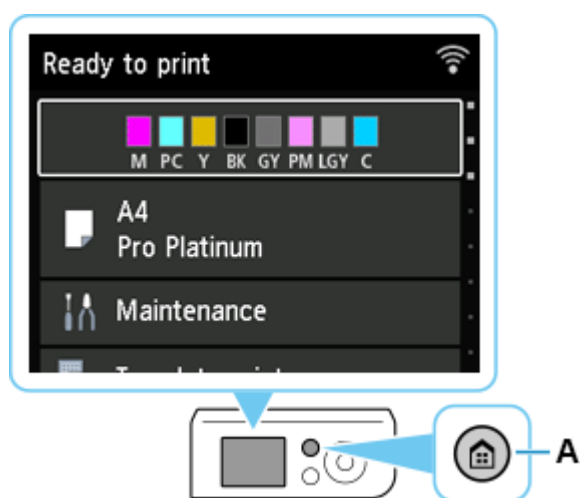 Ready to print
M PC Y BK GY PM LGY C
A4
Pro Platinum
Maintenance
A